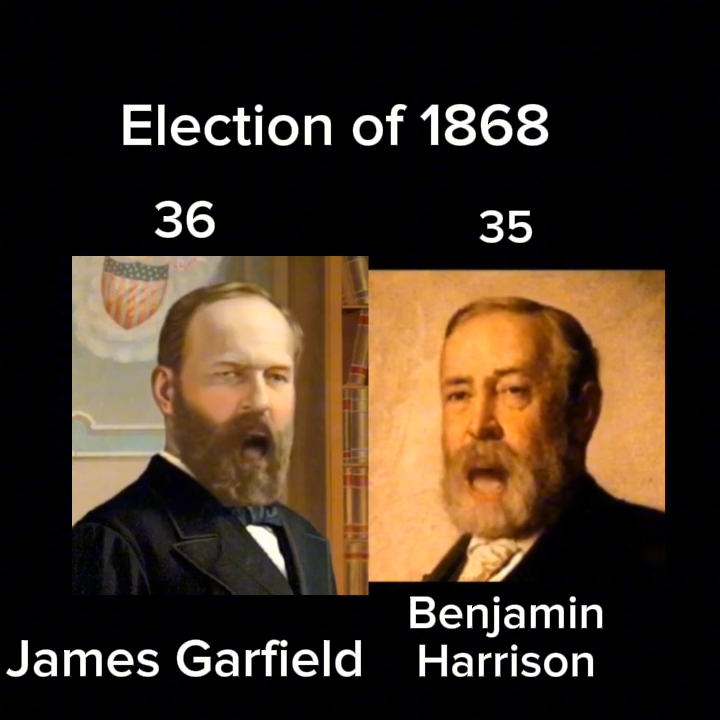 Election of 1868
36
35
James Garfield
Benjamin
Harrison